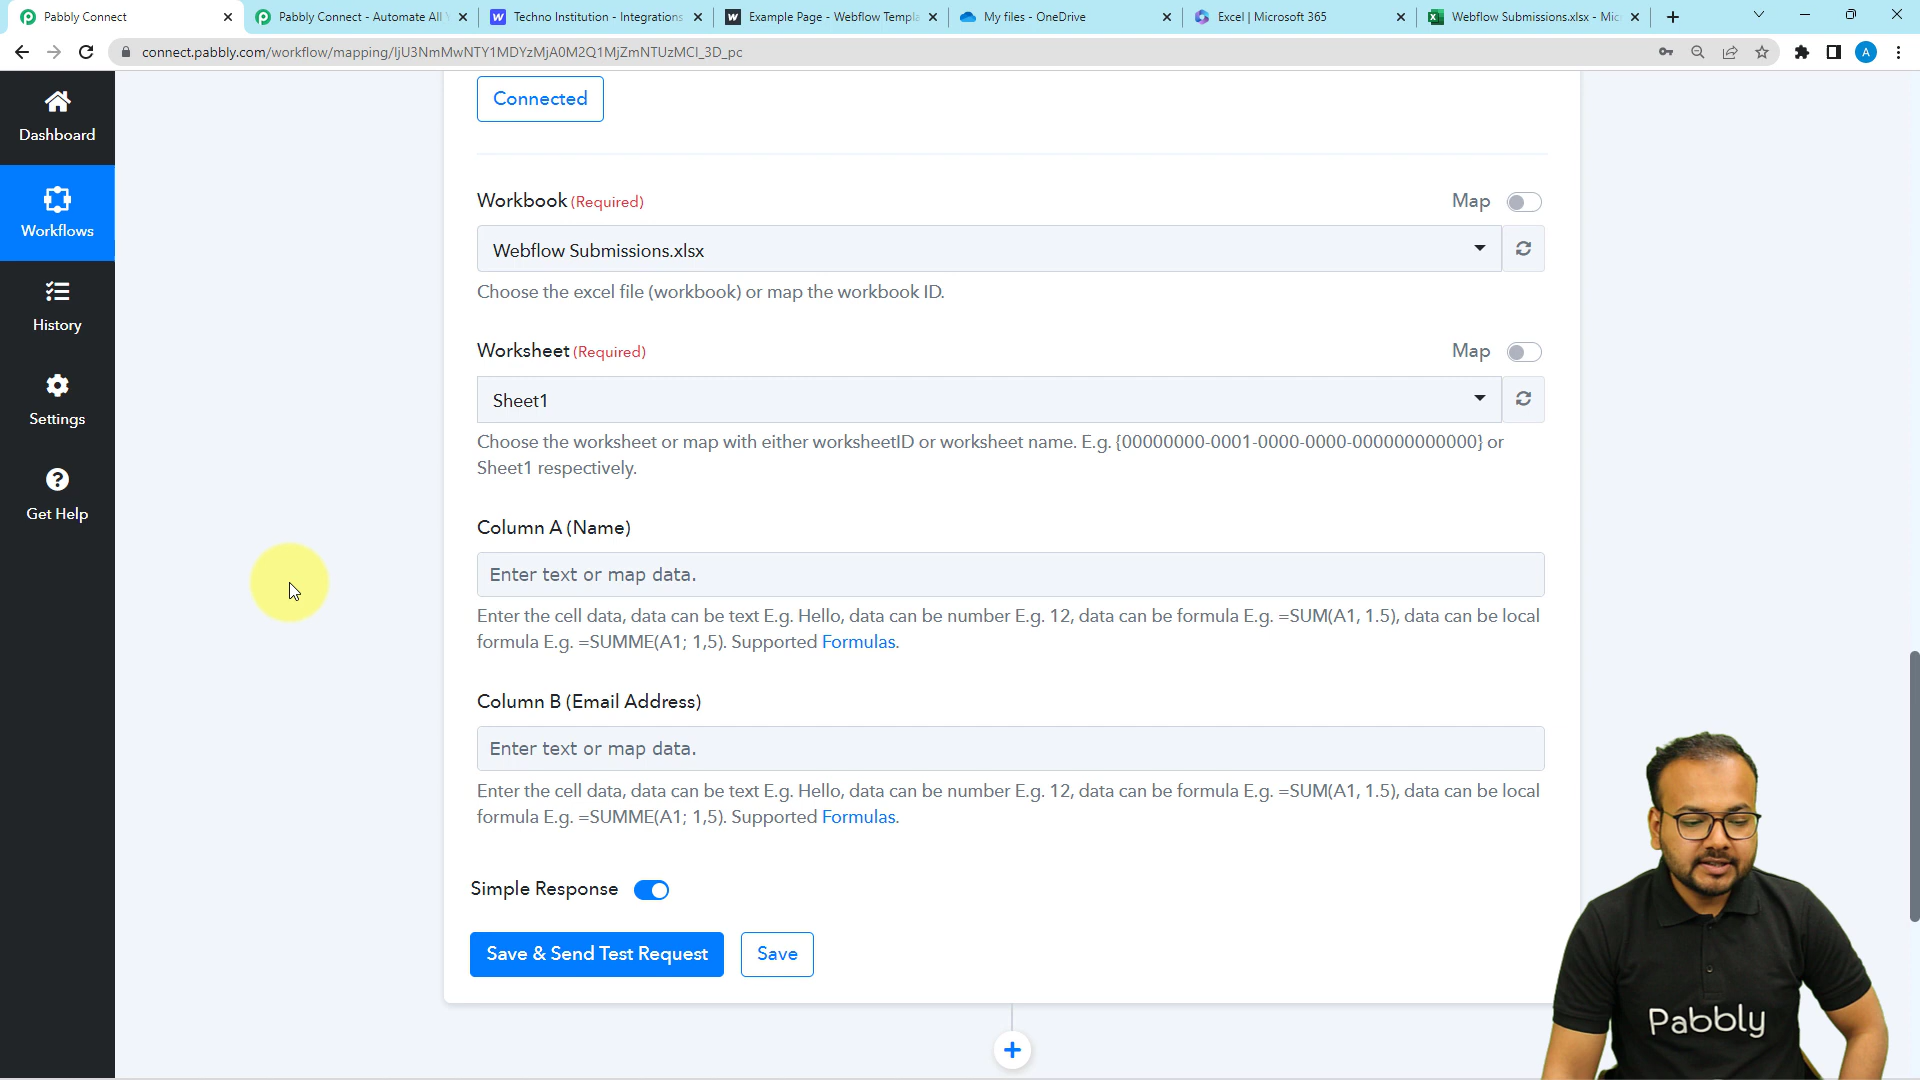 Pabbly Connect
Pabbly Connect - Automate All
Techno Institution - Integrations
Example Page - Webflow Templa
My files - OneDrive
Excel | Microsoft 365
Webflow Submissions.xlsx - Mic
connect.pabbly.com/workflow/mapping/IjU3NmMwNTY1MDYzMjA0M2Q1MjZmNTUzMCI_3D_pc
A
Dashboard
Workflows
History
Settings
Get Help
Connected
Workbook (Required)
Map
Webflow Submissions.xlsx
Choose the excel file (workbook) or map the workbook ID.
Worksheet (Required)
Map
Sheet1
Choose the worksheet or map with either worksheetID or worksheet name. E.g. {00000000-0001-0000-0000-000000000000} or
Sheet1 respectively.
Column A (Name)
Enter text or map data.
Enter the cell data, data can be text E.g. Hello, data can be number E.g. 12, data can be formula E.g. =SUM(A1, 1.5), data can be local
formula E.g. =SUMME(A1; 1,5). Supported Formulas.
Column B (Email Address)
Enter text or map data.
Enter the cell data, data can be text E.g. Hello, data can be number E.g. 12, data can be formula E.g. =SUM(A1, 1.5), data can be local
formula E.g. =SUMME(A1; 1,5). Supported Formulas.
Simple Response
Save & Send Test Request
Save
Pabbly